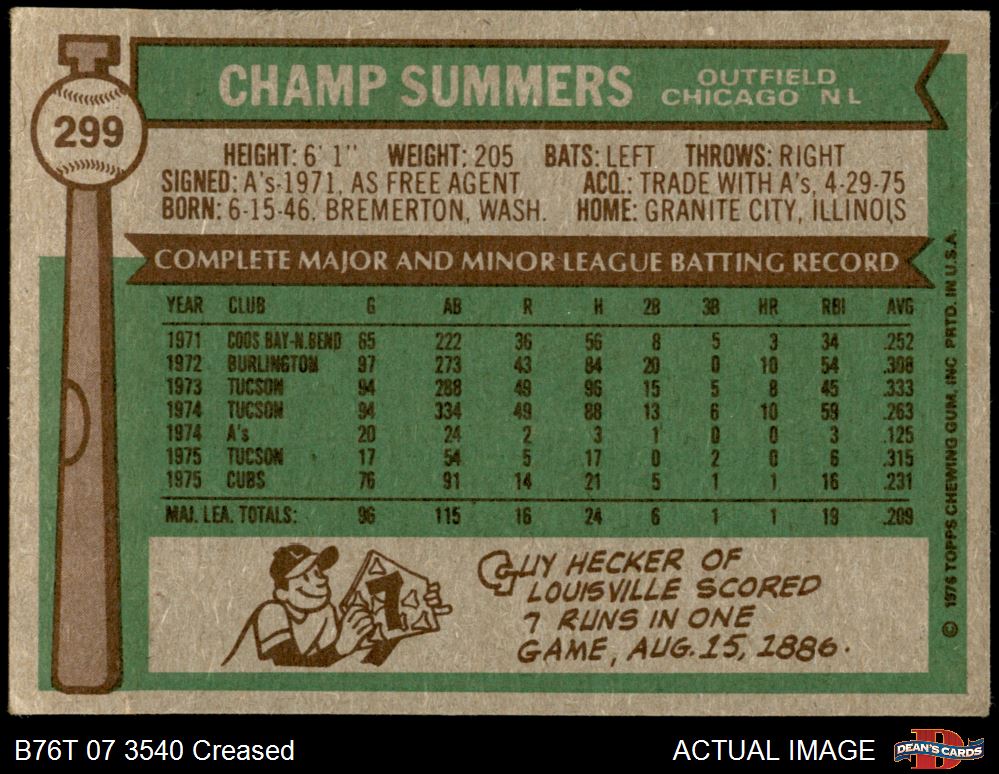 299
CHAMP SUMMERS
OUTFIELD
CHICAGO NL
HEIGHT: 6' 1" WEIGHT: 205 BATS: LEFT THROWS: RIGHT
SIGNED: A's-1971, AS FREE AGENT ACQ.: TRADE WITH A's, 4-29-75
BORN: 6-15-46, BREMERTON, WASH. HOME: GRANITE CITY, ILLINOIS
COMPLETE MAJOR AND MINOR LEAGUE BATTING RECORD
YEAR CLUB G AB R H 2B 3B HR RBI AVG
1971 COOS BAY-N.BEND 65 222 36 56 8 5 3 34 .252
1972 BURLINGTON 97 273 43 84 20 0 10 54 .308
1973 TUCSON 94 288 49 96 15 5 8 45 .333
1974 TUCSON 94 334 49 88 13 6 10 59 .263
1974 A's 20 24 2 3 1 0 0 3 .125
1975 TUCSON 17 54 5 17 0 2 0 6 .315
1975 CUBS 76 91 14 21 5 1 1 16 .231
MAJ. LEA. TOTALS: 96 115 16 24 6 1 1 19 .209
7
GUY HECKER OF
LOUISVILLE SCORED
7 RUNS IN ONE
GAME, AUG. 15, 1886.
© 1976 TOPPS CHEWING GUM, INC PRTD. IN U.S.A.
B76T 07 3540 Creased
ACTUAL IMAGE
DEAN'S CARDS